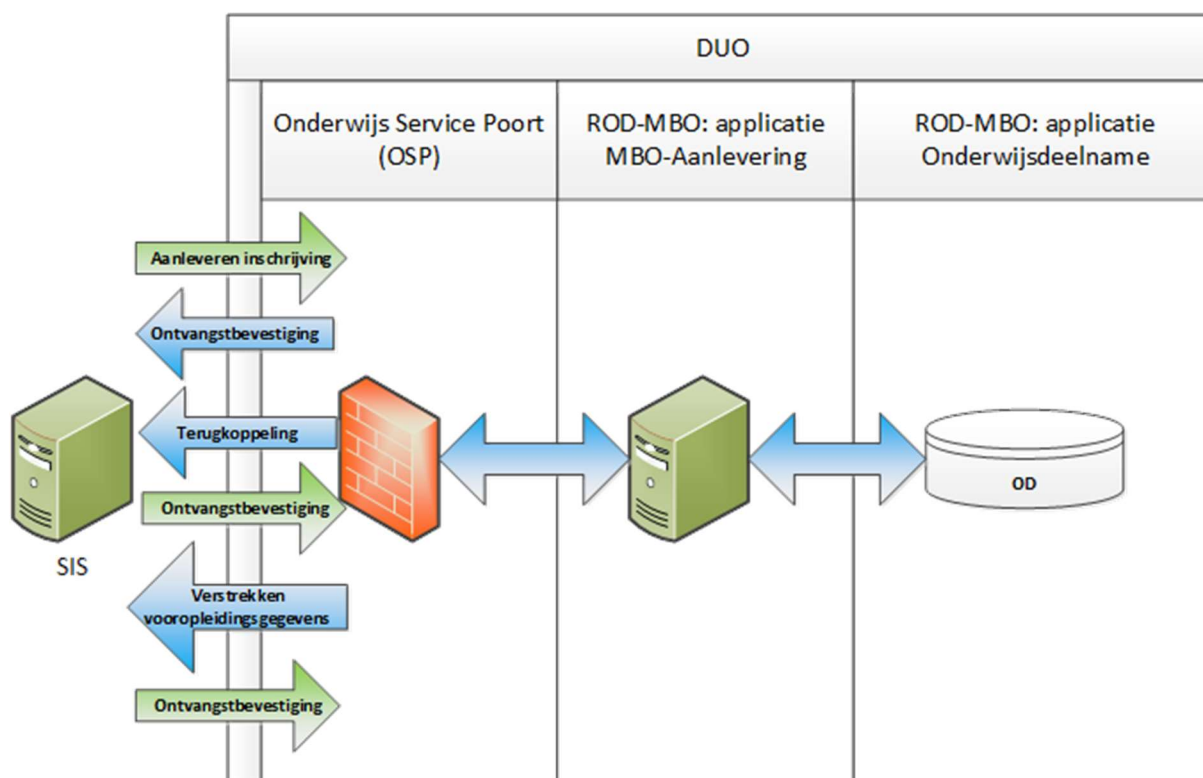 DUO
Onderwijs Service Poort
(OSP)
ROD-MBO: applicatie
MBO-Aanlevering
ROD-MBO: applicatie
Onderwijsdeelname
Aanleveren inschrijving
Ontvangstbevestiging
Terugkoppeling
Ontvangstbevestiging
SIS
OD
Verstrekken
vooropleidingsgegevens
Ontvangstbevestiging